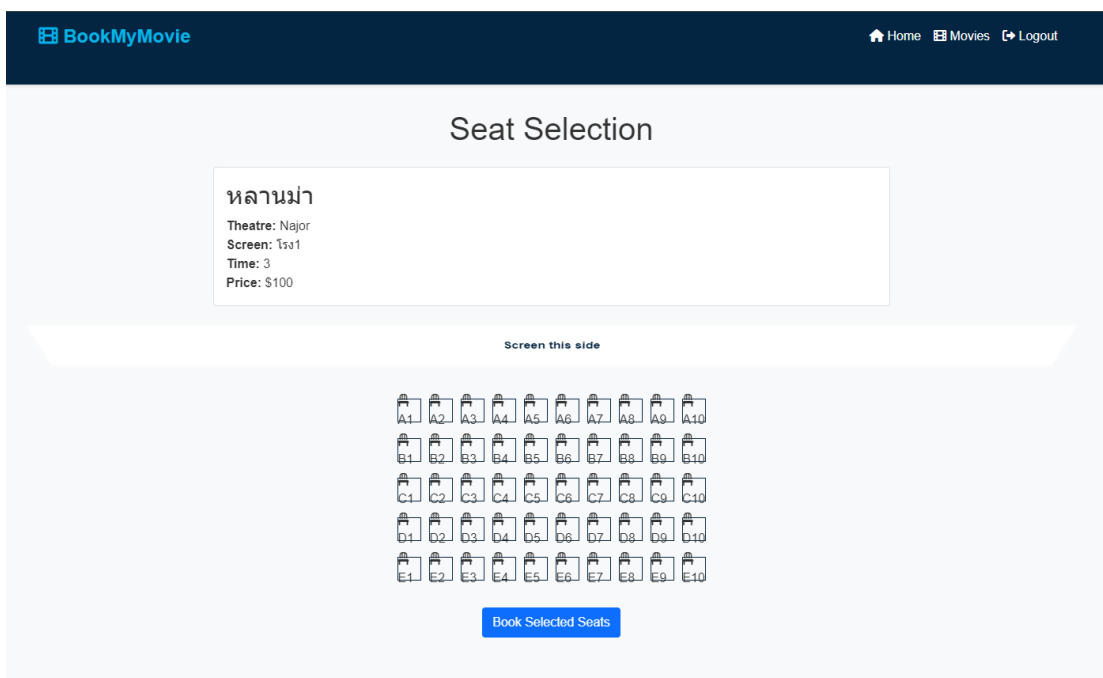 BookMyMovie
Home Movies Logout
Seat Selection
หลานม่า
Theatre: Najor
Screen: โรง1
Time: 3
Price: $100
Screen this side
A1 A2 A3 A4 A5 A6 A7 A8 A9 A10
B1 B2 B3 B4 B5 B6 B7 B8 B9 B10
C1 C2 C3 C4 C5 C6 C7 C8 C9 C10
D1 D2 D3 D4 D5 D6 D7 D8 D9 D10
E1 E2 E3 E4 E5 E6 E7 E8 E9 E10
Book Selected Seats